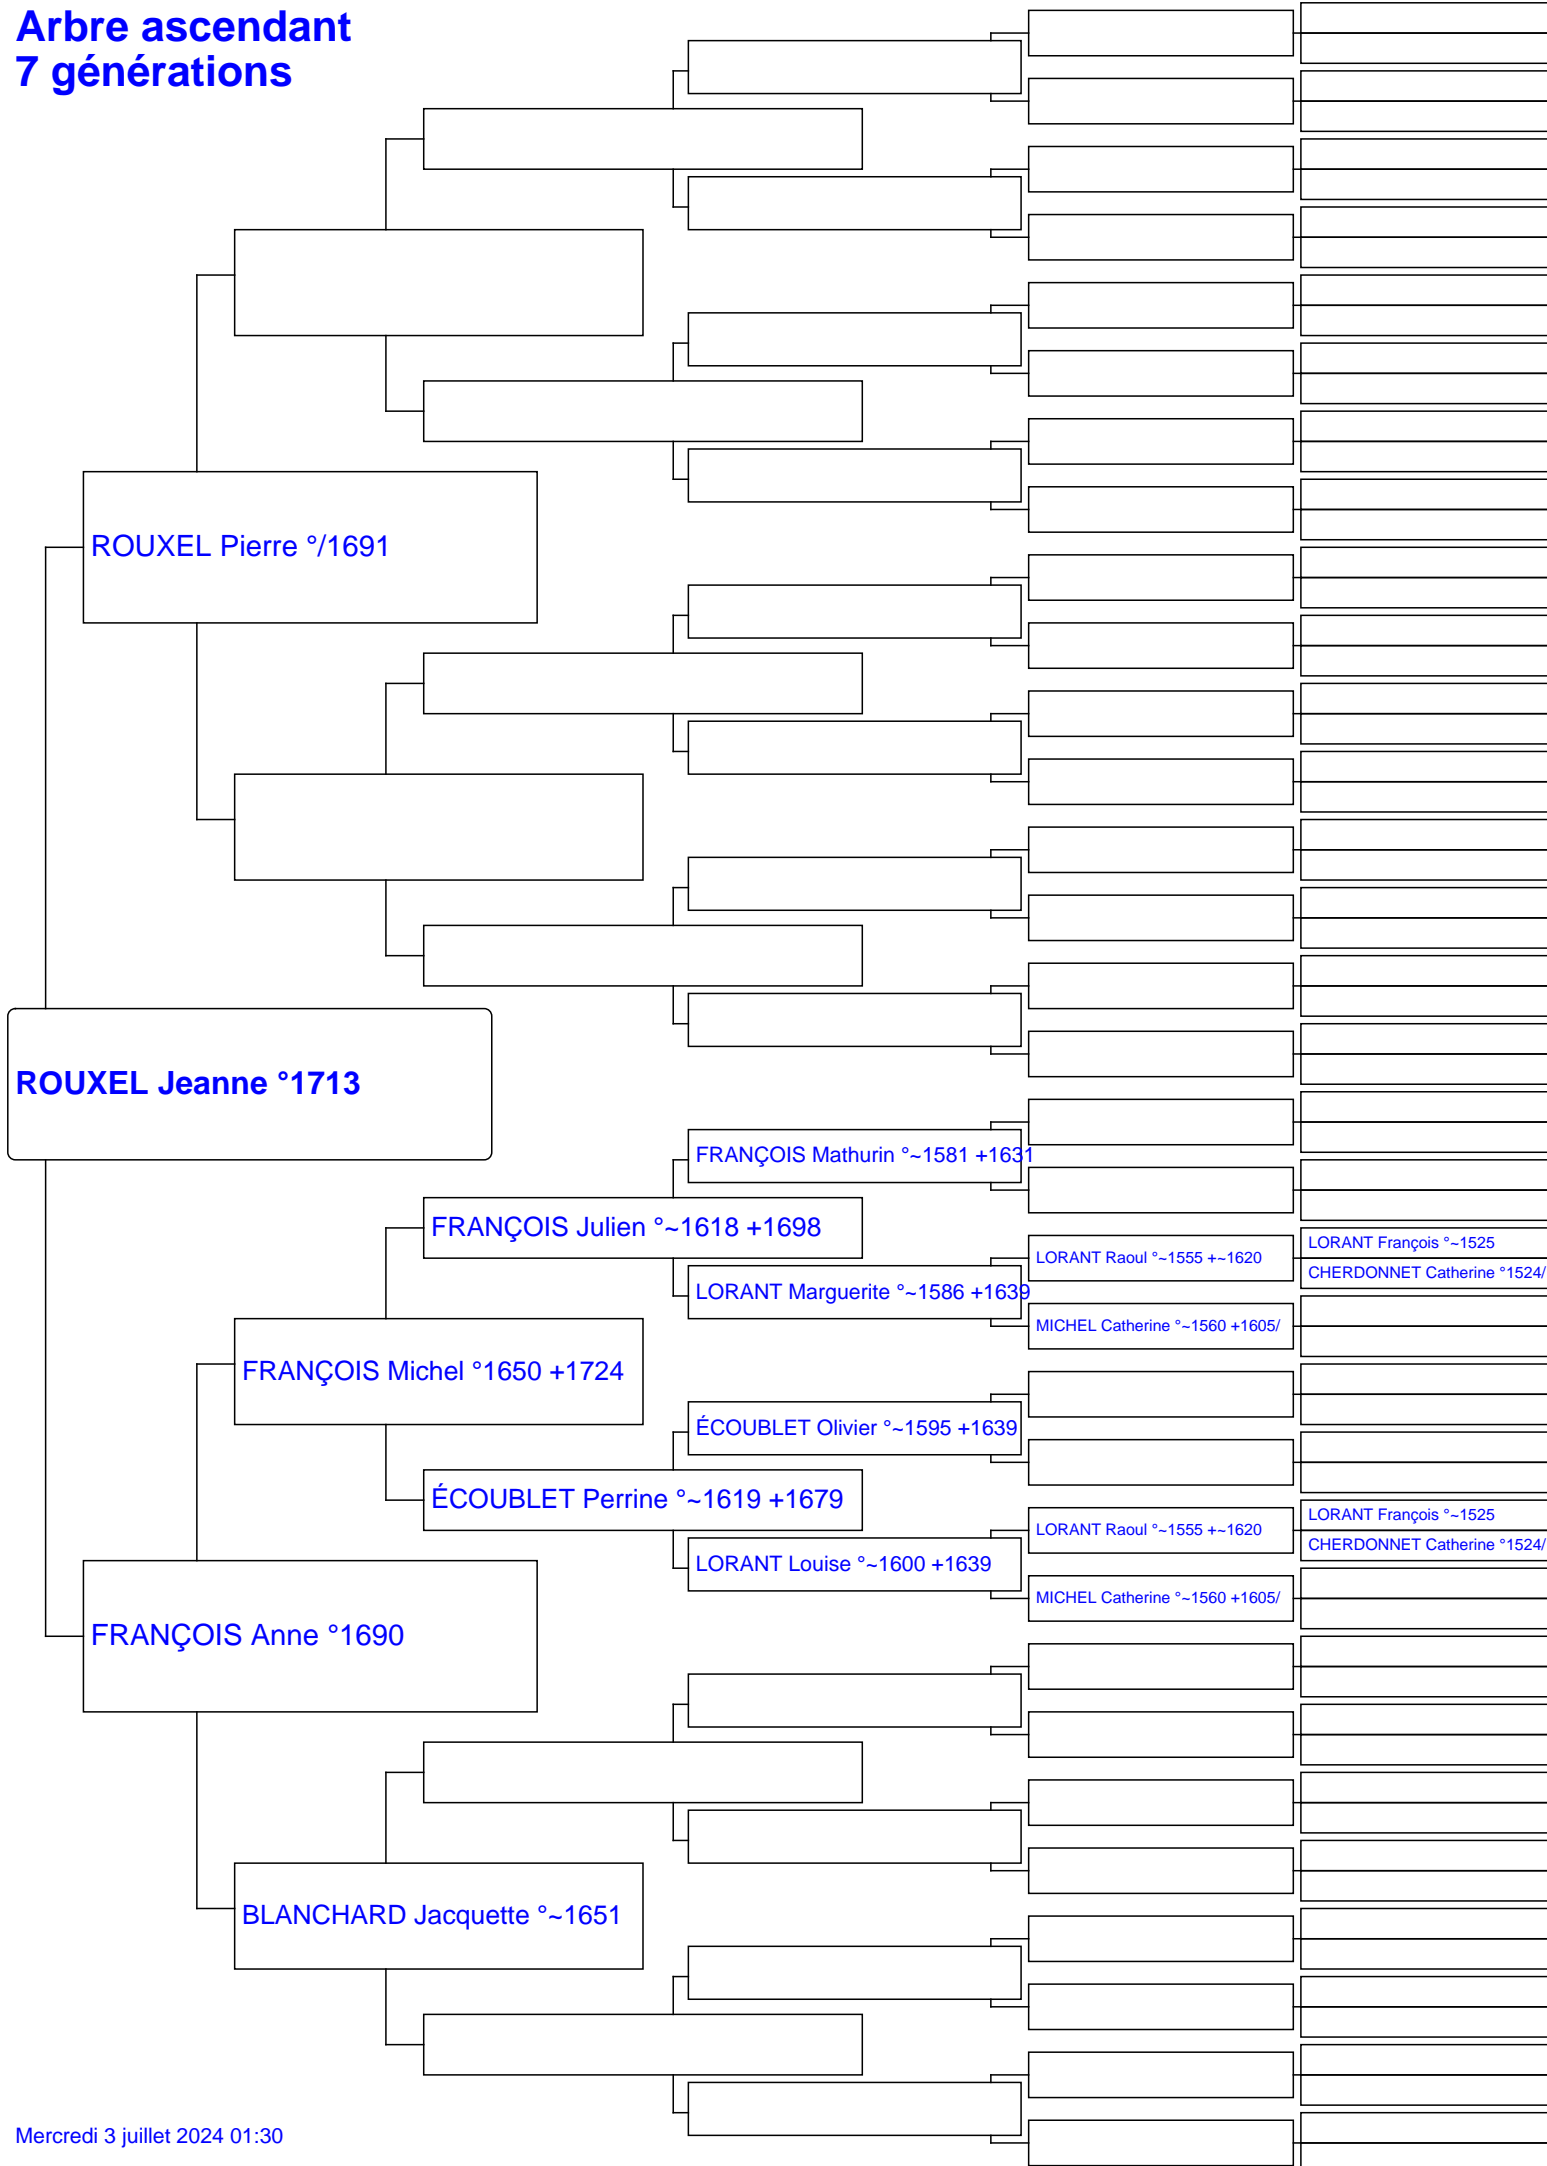 Arbre ascendant
7 générations
ROUXEL Pierre °/1691
ROUXEL Jeanne °1713
FRANÇOIS Mathurin °~1581 +1631
FRANÇOIS Julien °~1618 +1698
LORANT Raoul °~1555 +~1620
LORANT François °~1525
CHERDONNET Catherine °1524/
LORANT Marguerite °~1586 +1639
MICHEL Catherine °~1560 +1605/
FRANÇOIS Michel °1650 +1724
ÉCOUBLET Olivier °~1595 +1639
ÉCOUBLET Perrine °~1619 +1679
LORANT Raoul °~1555 +~1620
LORANT François °~1525
CHERDONNET Catherine °1524/
LORANT Louise °~1600 +1639
MICHEL Catherine °~1560 +1605/
FRANÇOIS Anne °1690
BLANCHARD Jacquette °~1651
Mercredi 3 juillet 2024 01:30